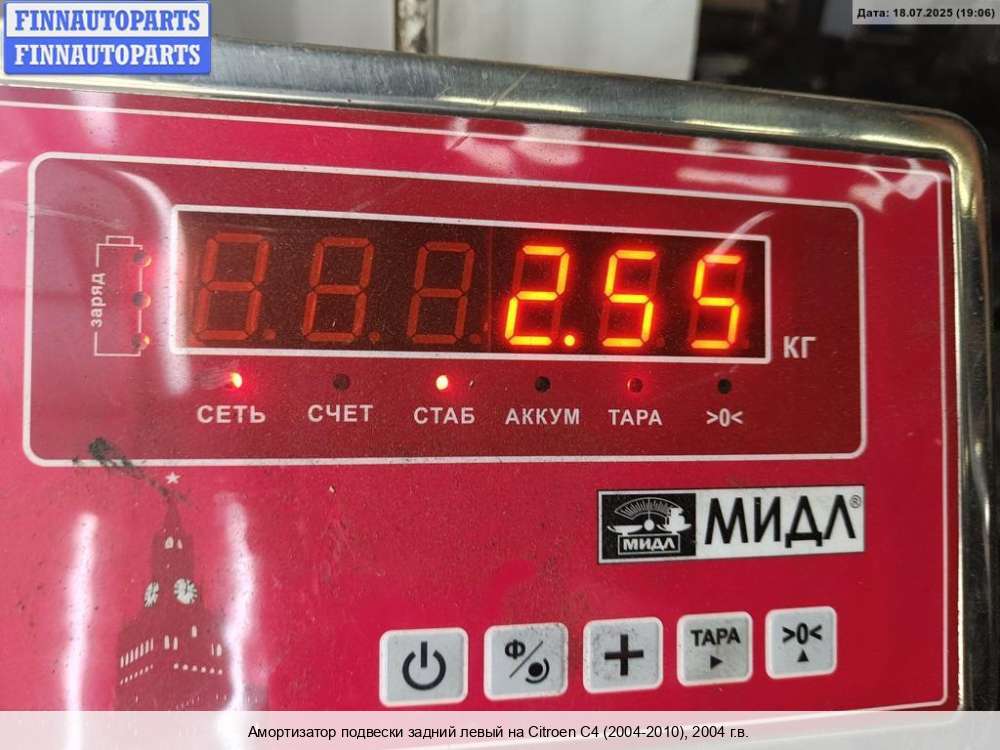 FINNAUTOPARTS
FINNAUTOPARTS
Дата: 18.07.2025 (19:06)
заряд
2.55
КГ
СЕТЬ СЧЕТ СТАБ АККУМ ТАРА >0<
МИДЛ МИДЛ®
Ф/ + ТАРА >0<
Амортизатор подвески задний левый на Citroen C4 (2004-2010), 2004 г.в.